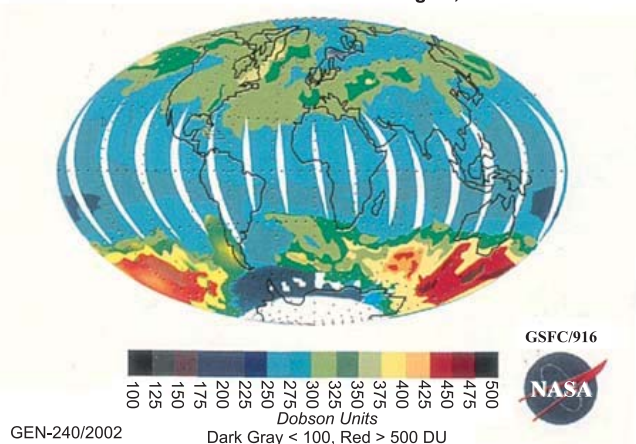 GSFC/916
NASA
100 125 150 175 200 225 250 275 300 325 350 375 400 425 450 475 500
Dobson Units
GEN-240/2002
Dark Gray < 100, Red > 500 DU